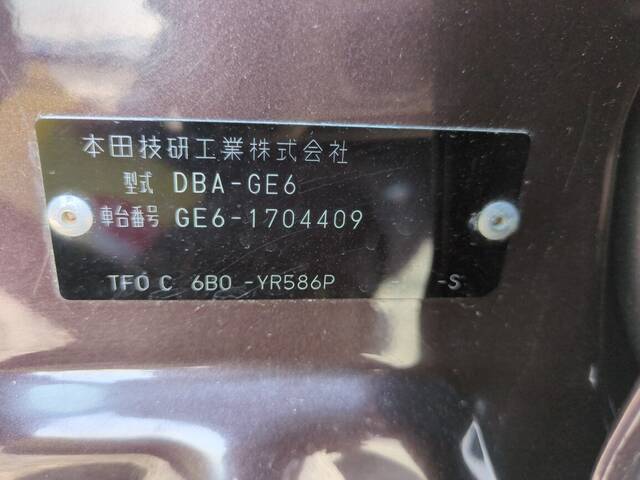 本田技研工業株式会社
型式 DBA-GE6
車台番号 GE6-1704409
TF0 C 6B0 -YR586P - -S